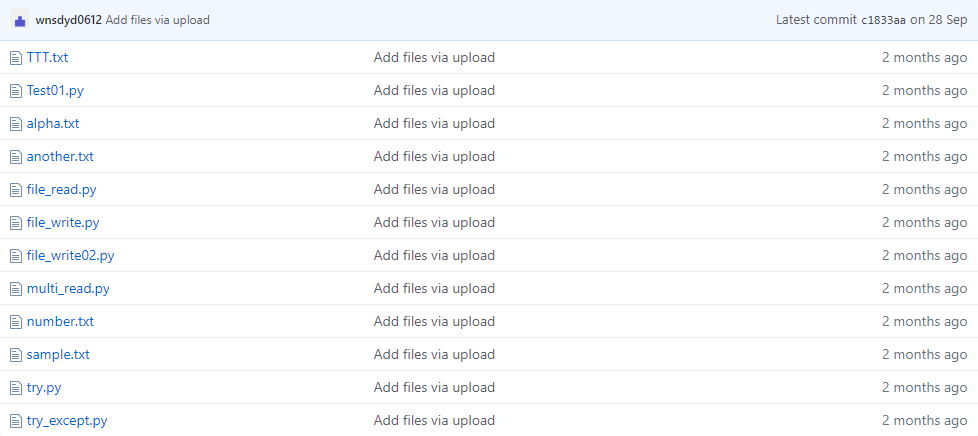 wnsdyd0612 Add files via upload Latest commit c1833aa on 28 Sep
TTT.txt Add files via upload 2 months ago
Test01.py Add files via upload 2 months ago
alpha.txt Add files via upload 2 months ago
another.txt Add files via upload 2 months ago
file_read.py Add files via upload 2 months ago
file_write.py Add files via upload 2 months ago
file_write02.py Add files via upload 2 months ago
multi_read.py Add files via upload 2 months ago
number.txt Add files via upload 2 months ago
sample.txt Add files via upload 2 months ago
try.py Add files via upload 2 months ago
try_except.py Add files via upload 2 months ago